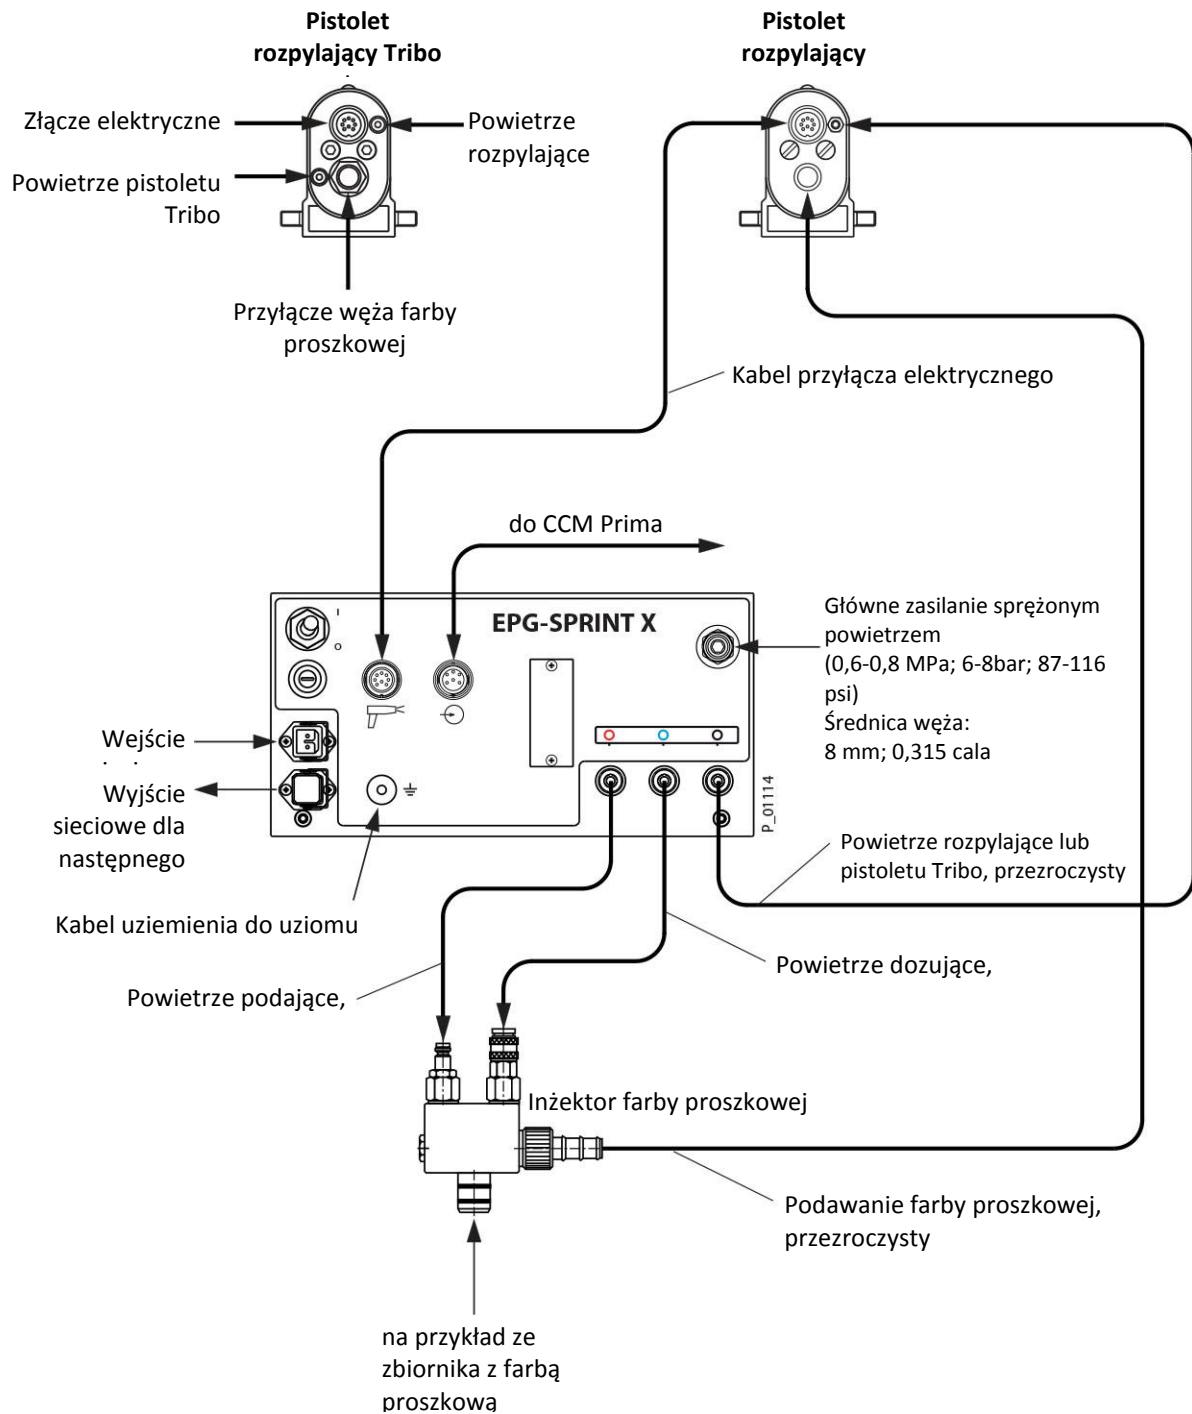 Pistolet
rozpylający Tribo
Pistolet
rozpylający
Złącze elektryczne
Powietrze
rozpylające
Powietrze pistoletu
Tribo
Przyłącze węża farby
proszkowej
Kabel przyłącza elektrycznego
do CCM Prima
EPG-SPRINT X
I
O
Główne zasilanie sprężonym
powietrzem
(0,6-0,8 MPa; 6-8bar; 87-116
psi)
Średnica węża:
8 mm; 0,315 cala
Wejście
Wyjście
sieciowe dla
następnego
P_01114
Powietrze rozpylające lub
pistoletu Tribo, przezroczysty
Kabel uziemienia do uziomu
Powietrze dozujące,
Powietrze podające,
Inżektor farby proszkowej
Podawanie farby proszkowej,
przezroczysty
na przykład ze
zbiornika z farbą
proszkową